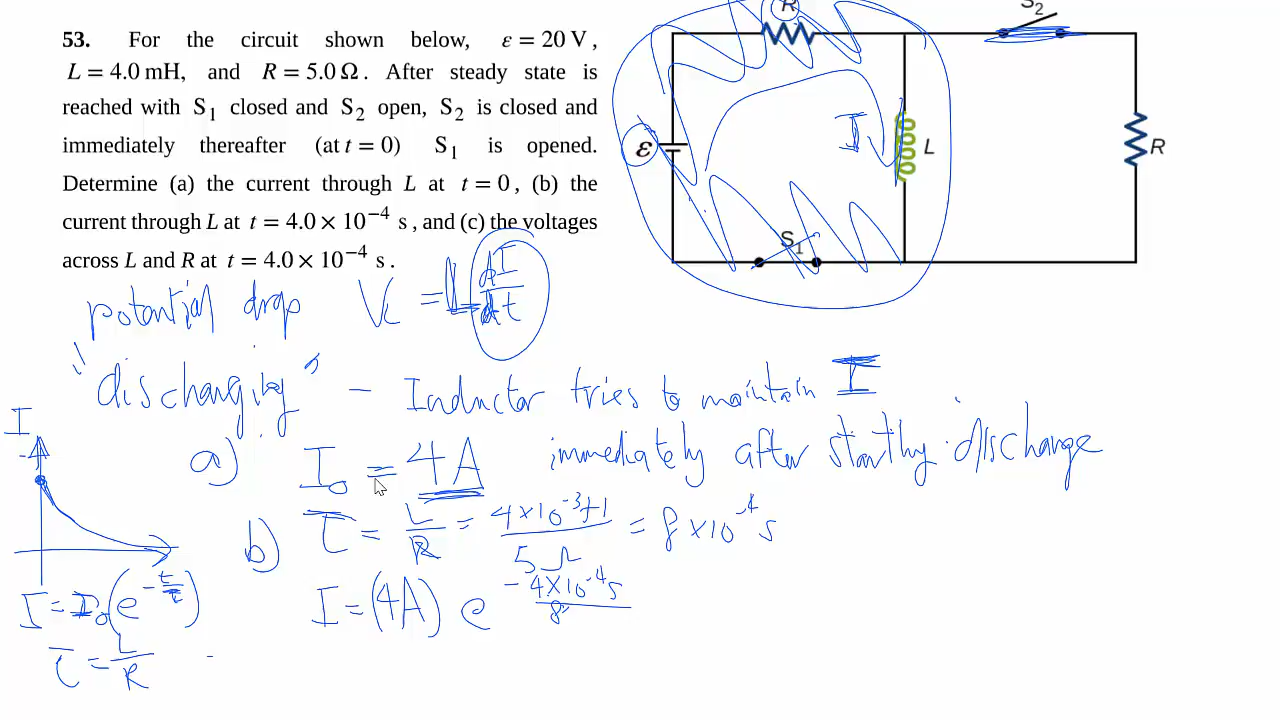 53. For the circuit shown below, ε = 20 V,
L = 4.0 mH, and R = 5.0 Ω. After steady state is
reached with S₁ closed and S₂ open, S₂ is closed and
immediately thereafter (at t = 0) S₁ is opened.
Determine (a) the current through L at t = 0, (b) the
current through L at t = 4.0 × 10⁻⁴ s, and (c) the voltages
across L and R at t = 4.0 × 10⁻⁴ s.
R
S₂
ε
I
L
R
S₁
potential drop V_L = L dI/dt
"discharging" - Inductor tries to maintain I
I
a) I₀ = 4A immediately after starting discharge
4
b) τ = L/R = 4×10⁻³H/5Ω = 8×10⁻⁴ s
I = I₀(e^(-t/τ))
I = (4A) e^(-4×10⁻⁴s/8
τ = L/R